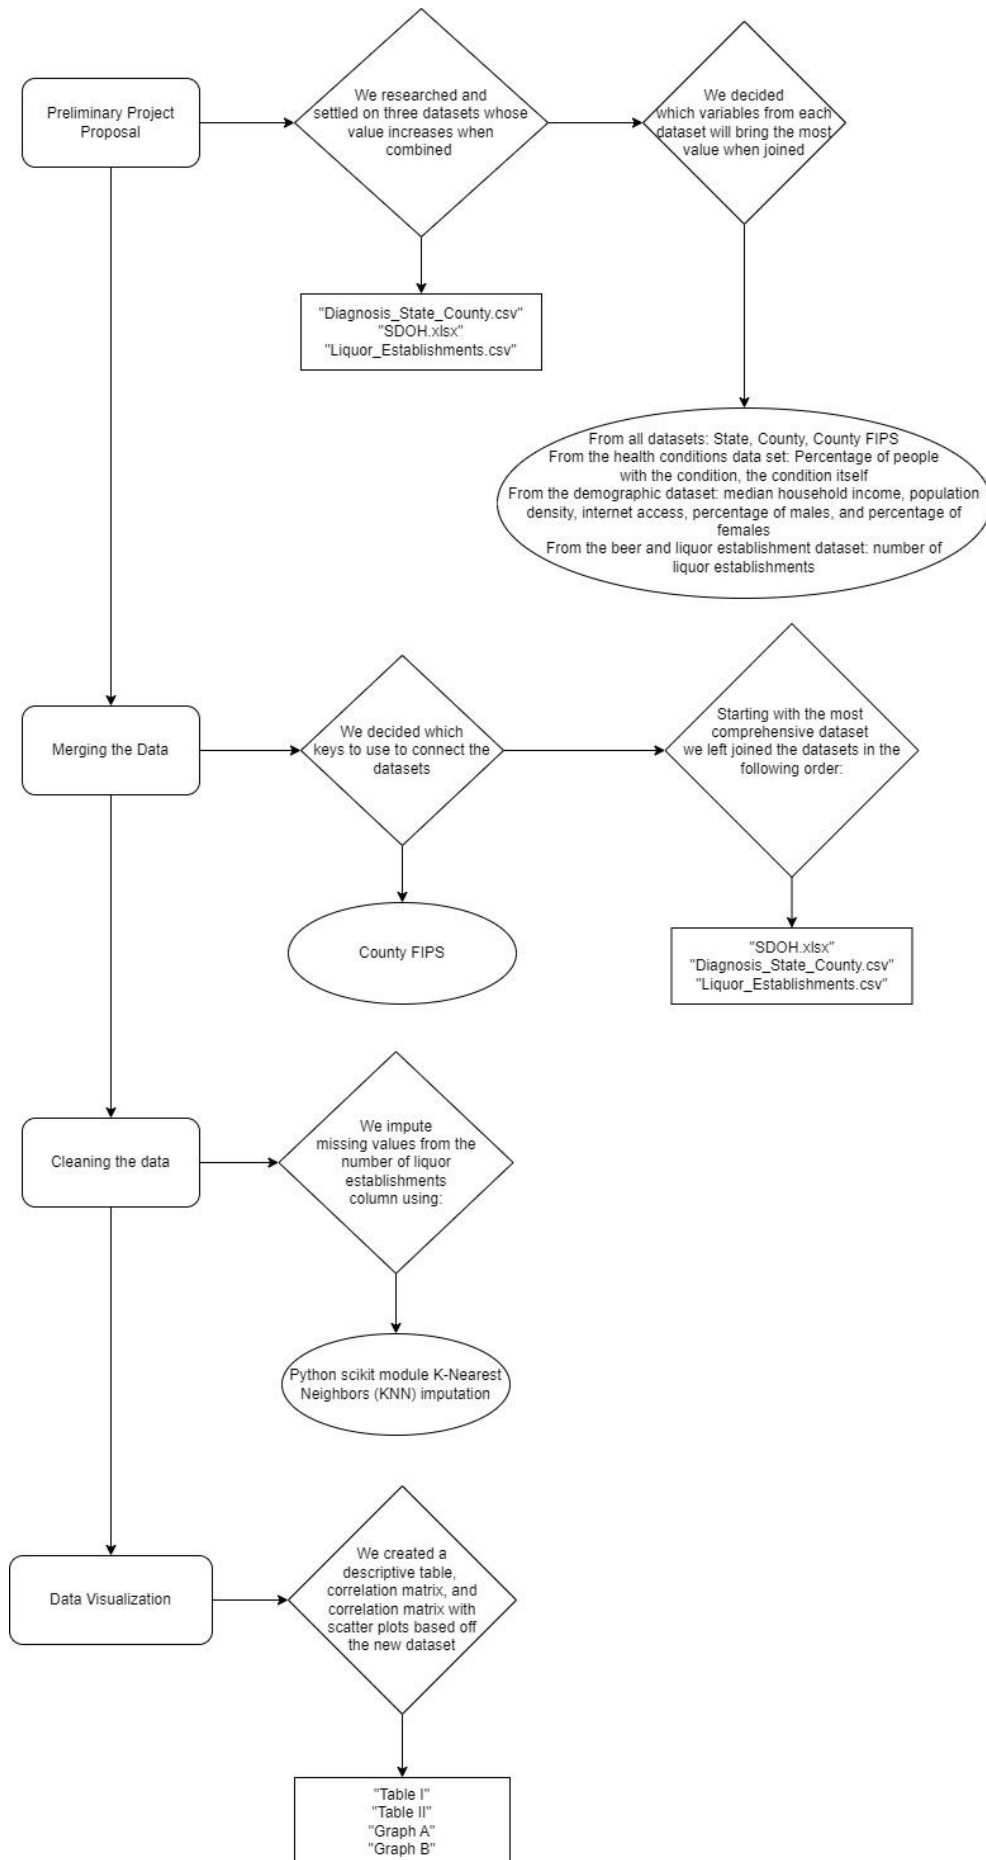 Preliminary Project
Proposal
We researched and
settled on three datasets whose
value increases when
combined
We decided
which variables from each
dataset will bring the most
value when joined
"Diagnosis_State_County.csv"
"SDOH.xlsx"
"Liquor_Establishments.csv"
From all datasets: State, County, County FIPS
From the health conditions data set: Percentage of people
with the condition, the condition itself
From the demographic dataset: median household income, population
density, internet access, percentage of males, and percentage of
females
From the beer and liquor establishment dataset: number of
liquor establishments
Merging the Data
We decided which
keys to use to connect the
datasets
Starting with the most
comprehensive dataset
we left joined the datasets in the
following order:
County FIPS
"SDOH.xlsx"
"Diagnosis_State_County.csv"
"Liquor_Establishments.csv"
Cleaning the data
We impute
missing values from the
number of liquor
establishments
column using:
Python scikit module K-Nearest
Neighbors (KNN) imputation
Data Visualization
We created a
descriptive table,
correlation matrix, and
correlation matrix with
scatter plots based off
the new dataset
"Table I"
"Table II"
"Graph A"
"Graph B"